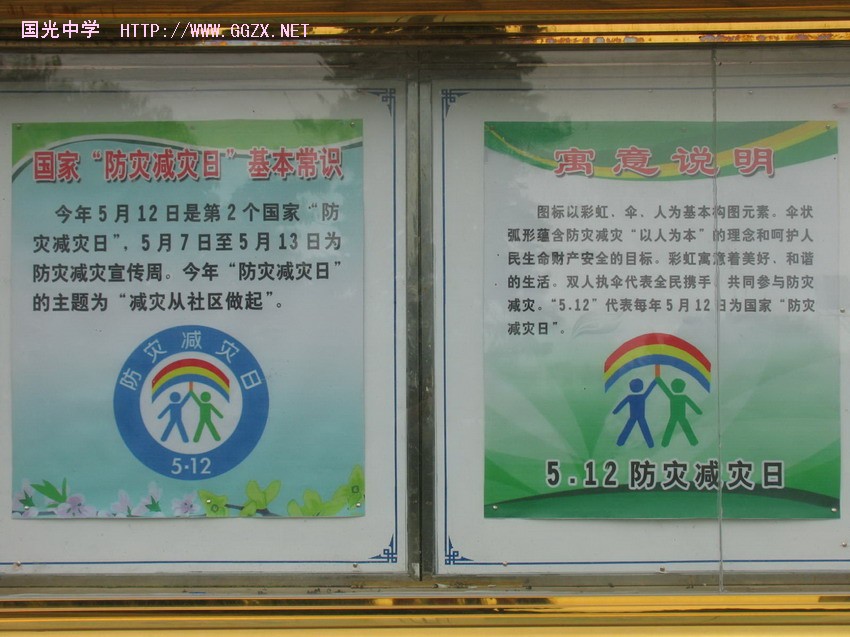 国光中学 HTTP://WWW.GGZX.NET
国家“防灾减灾日”基本常识
今年5月12日是第2个国家“防
灾减灾日”，5月7日至5月13日为
防灾减灾宣传周。今年“防灾减灾日”
的主题为“减灾从社区做起”。
防灾减灾日
5·12
寓意说明
图标以彩虹、伞、人为基本构图元素。伞状
弧形蕴含防灾减灾“以人为本”的理念和呵护人
民生命财产安全的目标。彩虹寓意着美好、和谐
的生活。双人执伞代表全民携手，共同参与防灾
减灾。“5.12”代表每年5月12日为国家“防灾
减灾日”。
5.12防灾减灾日